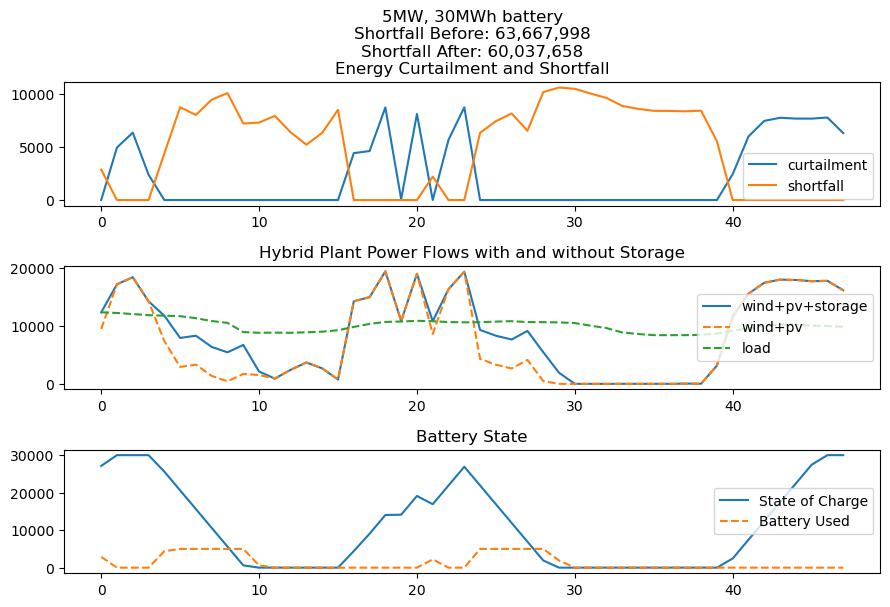 5MW, 30MWh battery
Shortfall Before: 63,667,998
Shortfall After: 60,037,658
Energy Curtailment and Shortfall
10000
5000
0
curtailment
shortfall
0 10 20 30 40
Hybrid Plant Power Flows with and without Storage
20000
10000
0
wind+pv+storage
wind+pv
load
0 10 20 30 40
Battery State
30000
20000
10000
0
State of Charge
Battery Used
0 10 20 30 40